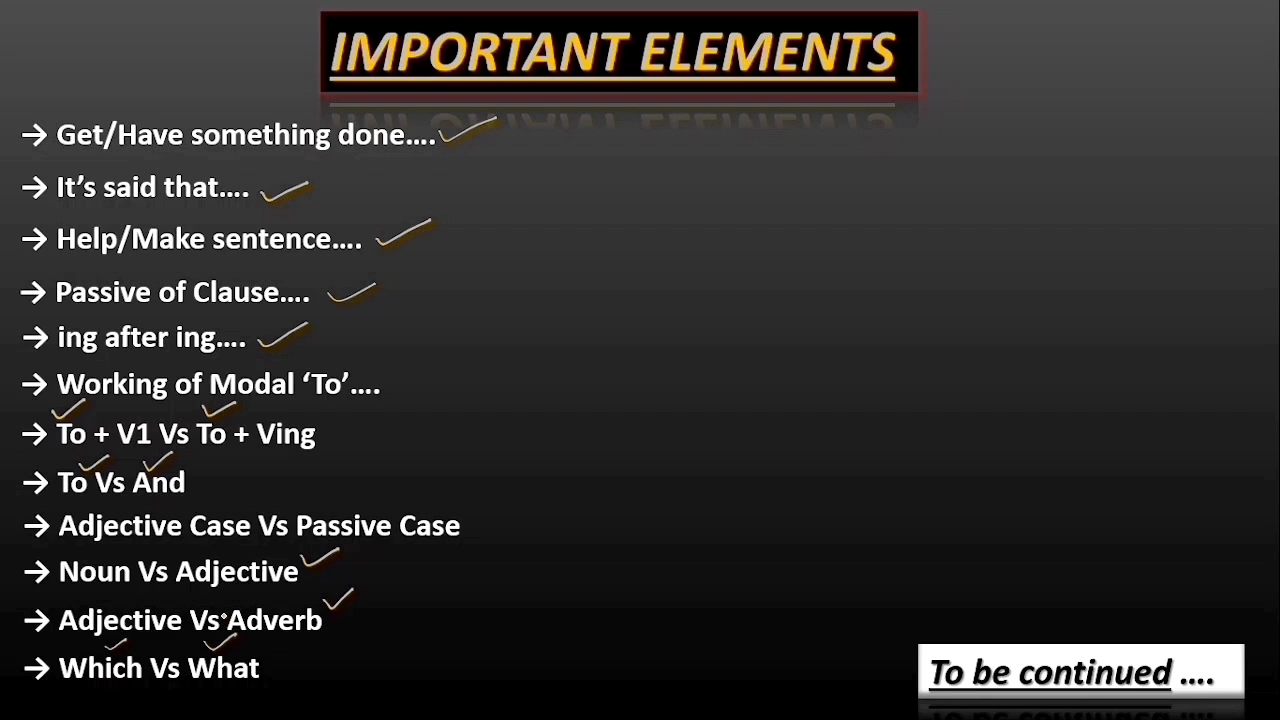 IMPORTANT ELEMENTS
→ Get/Have something done....
→ It’s said that....
→ Help/Make sentence....
→ Passive of Clause....
→ ing after ing....
→ Working of Modal ‘To’....
→ To + V1 Vs To + Ving
→ To Vs And
→ Adjective Case Vs Passive Case
→ Noun Vs Adjective
→ Adjective Vs Adverb
→ Which Vs What
To be continued ....